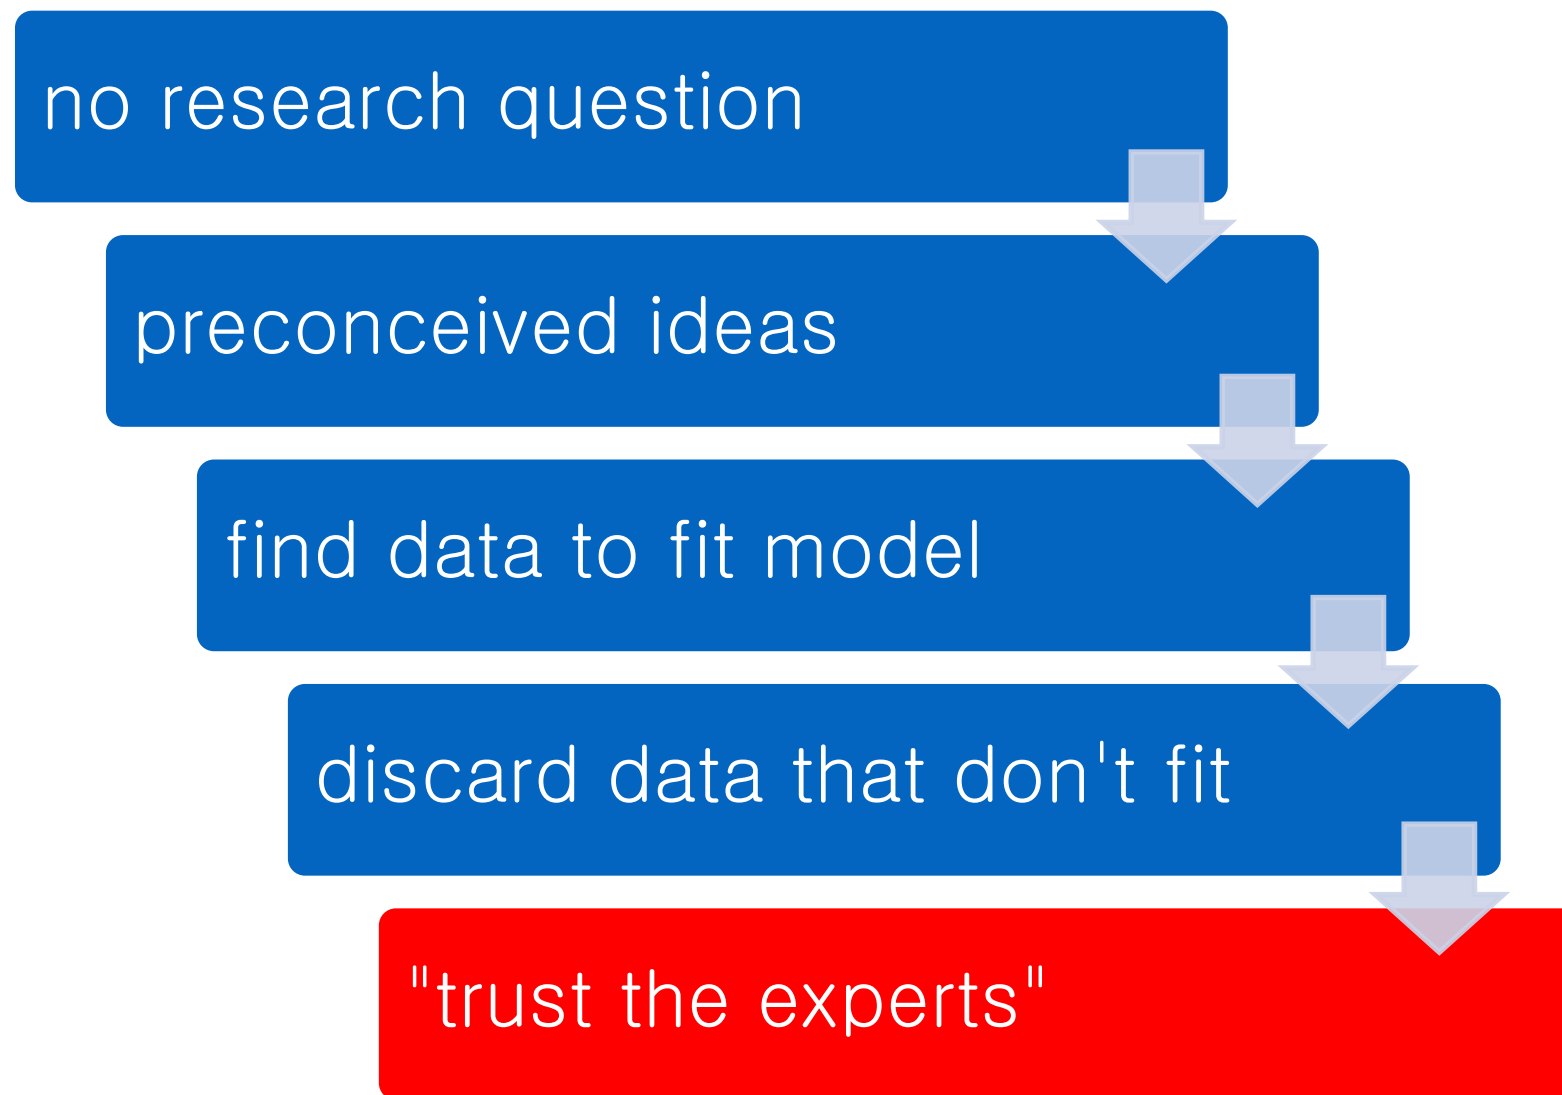 no research question
preconceived ideas
find data to fit model
discard data that don't fit
"trust the experts"